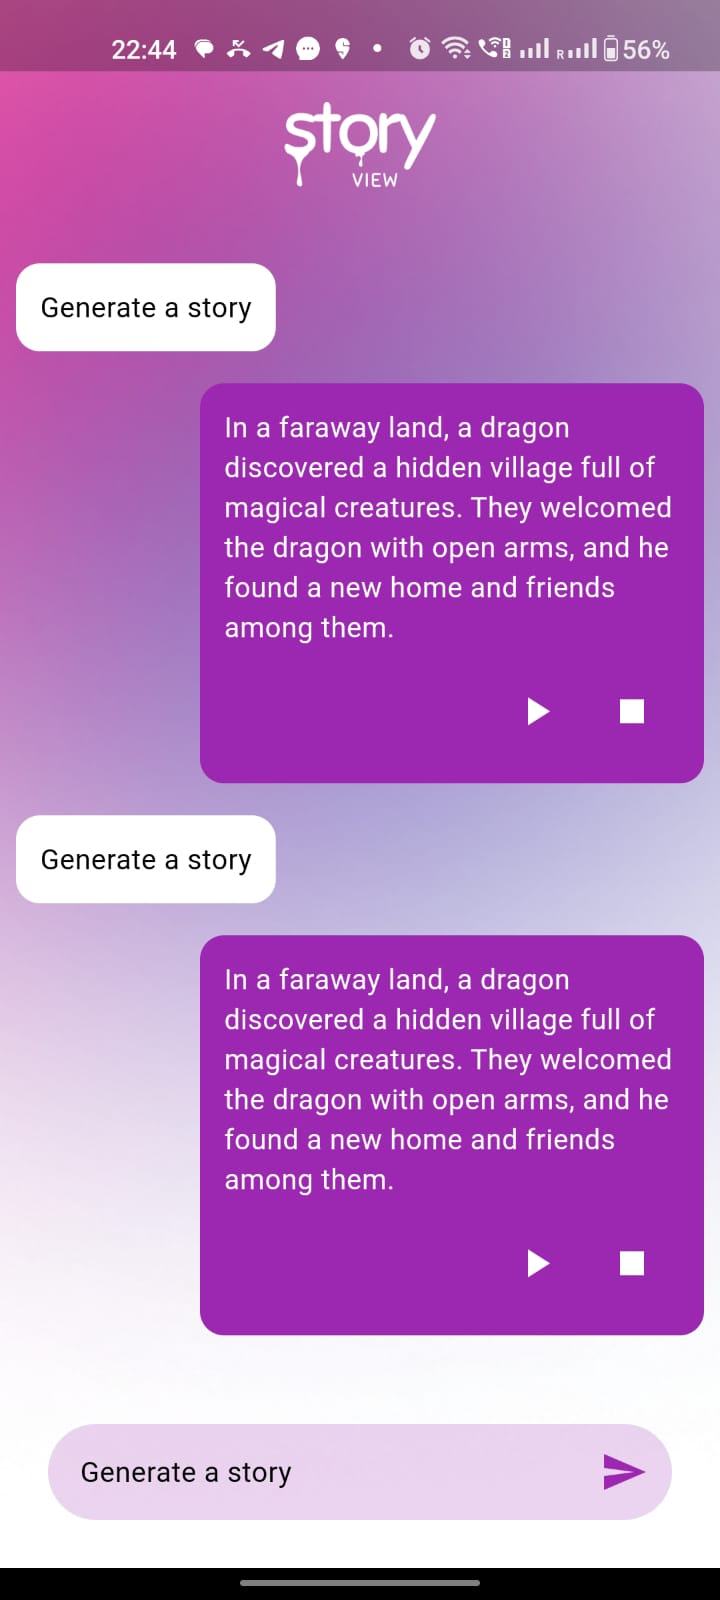 22:44
R
56%
story
VIEW
Generate a story
In a faraway land, a dragon
discovered a hidden village full of
magical creatures. They welcomed
the dragon with open arms, and he
found a new home and friends
among them.
Generate a story
In a faraway land, a dragon
discovered a hidden village full of
magical creatures. They welcomed
the dragon with open arms, and he
found a new home and friends
among them.
Generate a story